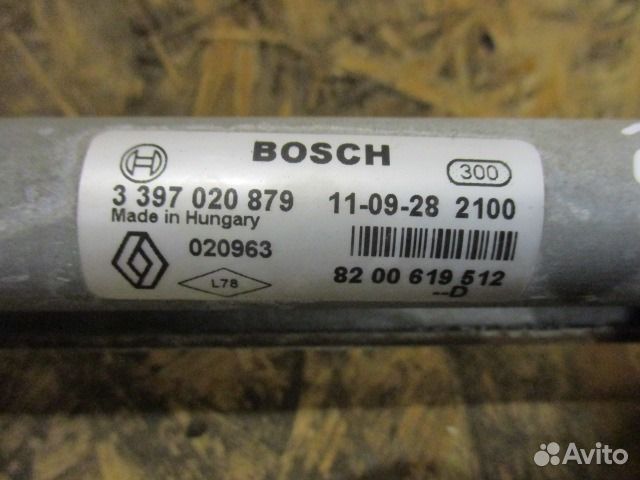 BOSCH
300
3 397 020 879 11-09-28 2100
Made in Hungary
020963
L78
82 00 619 512
--D
Avito